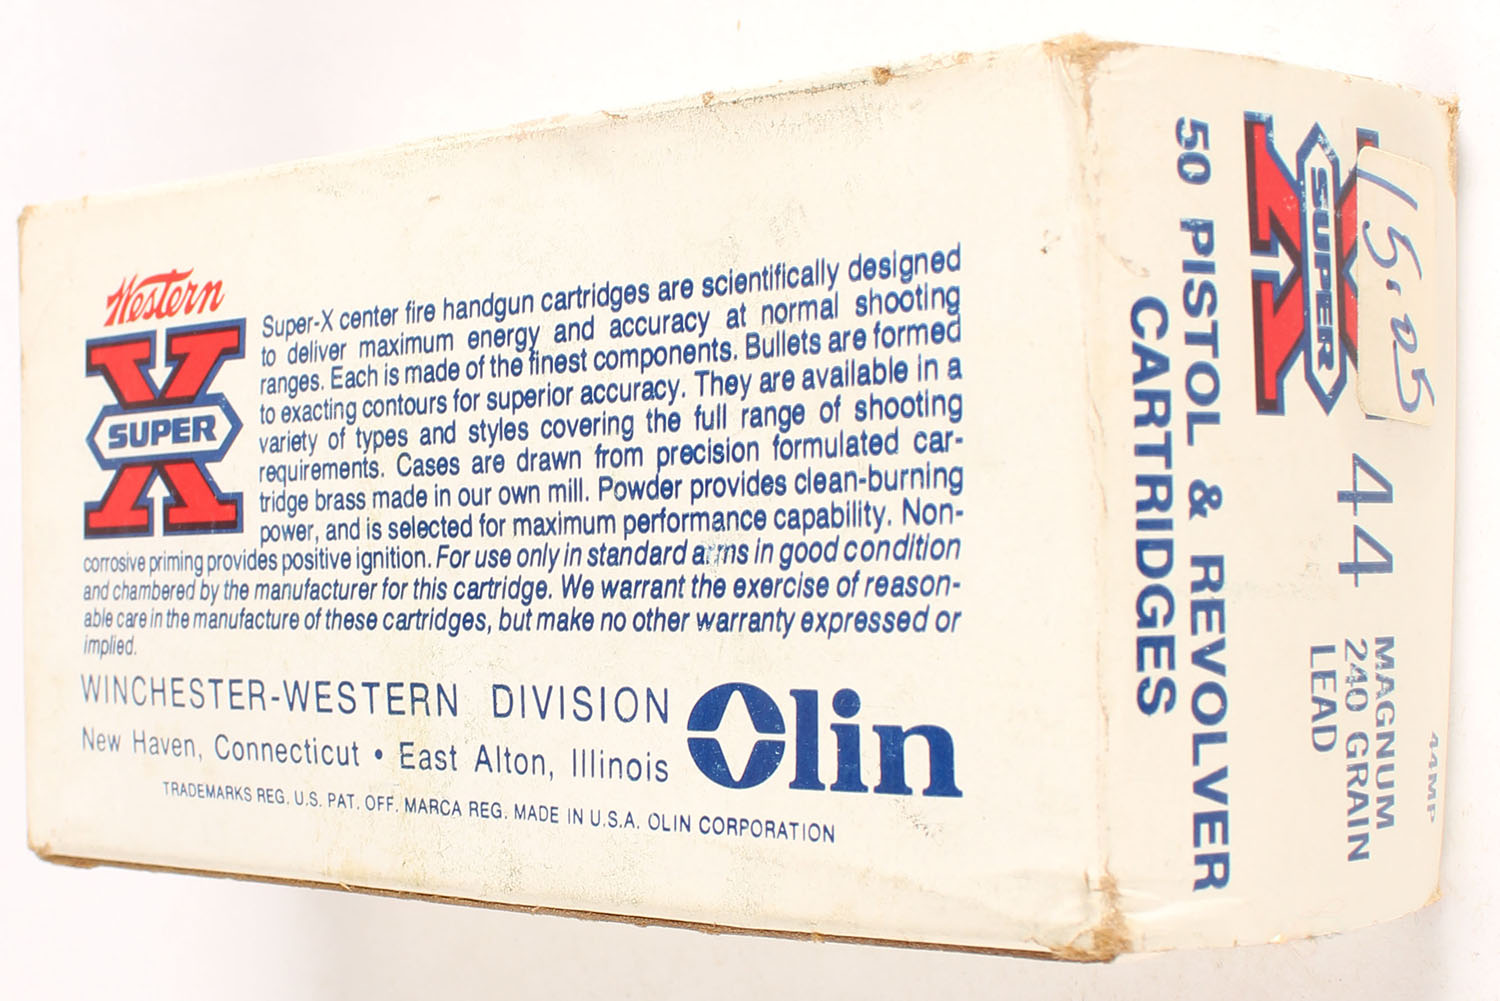 Western
SUPER
X
Super-X center fire handgun cartridges are scientifically designed
to deliver maximum energy and accuracy at normal shooting
ranges. Each is made of the finest components. Bullets are formed
to exacting contours for superior accuracy. They are available in a
variety of types and styles covering the full range of shooting
requirements. Cases are drawn from precision formulated car-
tridge brass made in our own mill. Powder provides clean-burning
power, and is selected for maximum performance capability. Non-
corrosive priming provides positive ignition. For use only in standard arms in good condition
and chambered by the manufacturer for this cartridge. We warrant the exercise of reason-
able care in the manufacture of these cartridges, but make no other warranty expressed or
implied.
WINCHESTER-WESTERN DIVISION
New Haven, Connecticut • East Alton, Illinois
Olin
TRADEMARKS REG. U.S. PAT. OFF. MARCA REG. MADE IN U.S.A. OLIN CORPORATION
15.05
X
SUPER
44
MAGNUM
240 GRAIN
LEAD
44MP
50 PISTOL & REVOLVER
CARTRIDGES